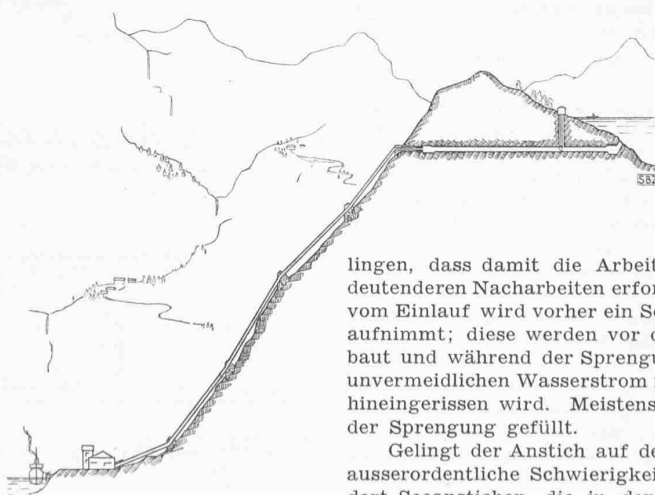 SBZ
lingen, dass damit die Arbeit
deutenderen Nacharbeiten erfor
vom Einlauf wird vorher ein Sc
aufnimmt; diese werden vor d
baut und während der Sprengu
unvermeidlichen Wasserstrom
hineingerissen wird. Meistens
der Sprengung gefüllt.
Gelingt der Anstich auf de
ausserordentliche Schwierigkei